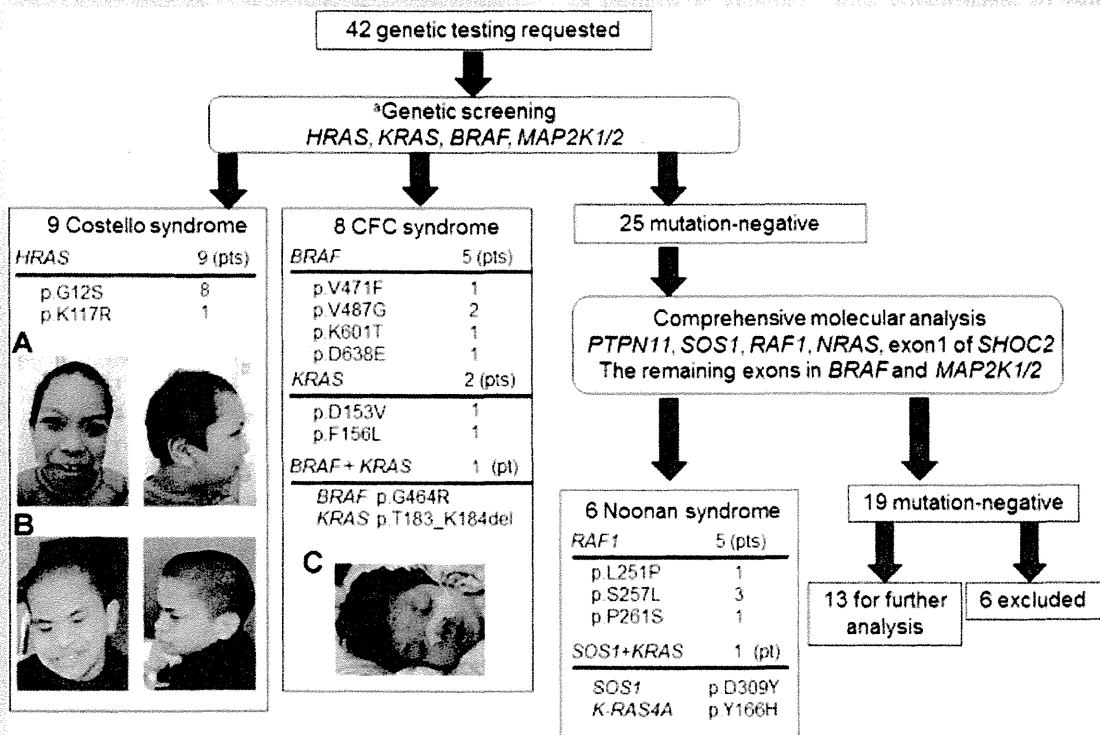 42 genetic testing requested
aGenetic screening
HRAS, KRAS, BRAF, MAP2K1/2
9 Costello syndrome
HRAS 9 (pts)
p.G12S 8
p.K117R 1
A
B
8 CFC syndrome
BRAF 5 (pts)
p.V471F 1
p.V487G 2
p.K601T 1
p.D638E 1
KRAS 2 (pts)
p.D153V 1
p.F156L 1
BRAF + KRAS 1 (pt)
BRAF p.G464R
KRAS p.T183_K184del
C
25 mutation-negative
Comprehensive molecular analysis
PTPN11, SOS1, RAF1, NRAS, exon1 of SHOC2
The remaining exons in BRAF and MAP2K1/2
6 Noonan syndrome
RAF1 5 (pts)
p.L251P 1
p.S257L 3
p.P261S 1
SOS1+KRAS 1 (pt)
SOS1 p.D309Y
K-RAS4A p.Y166H
19 mutation-negative
13 for further
analysis
6 excluded